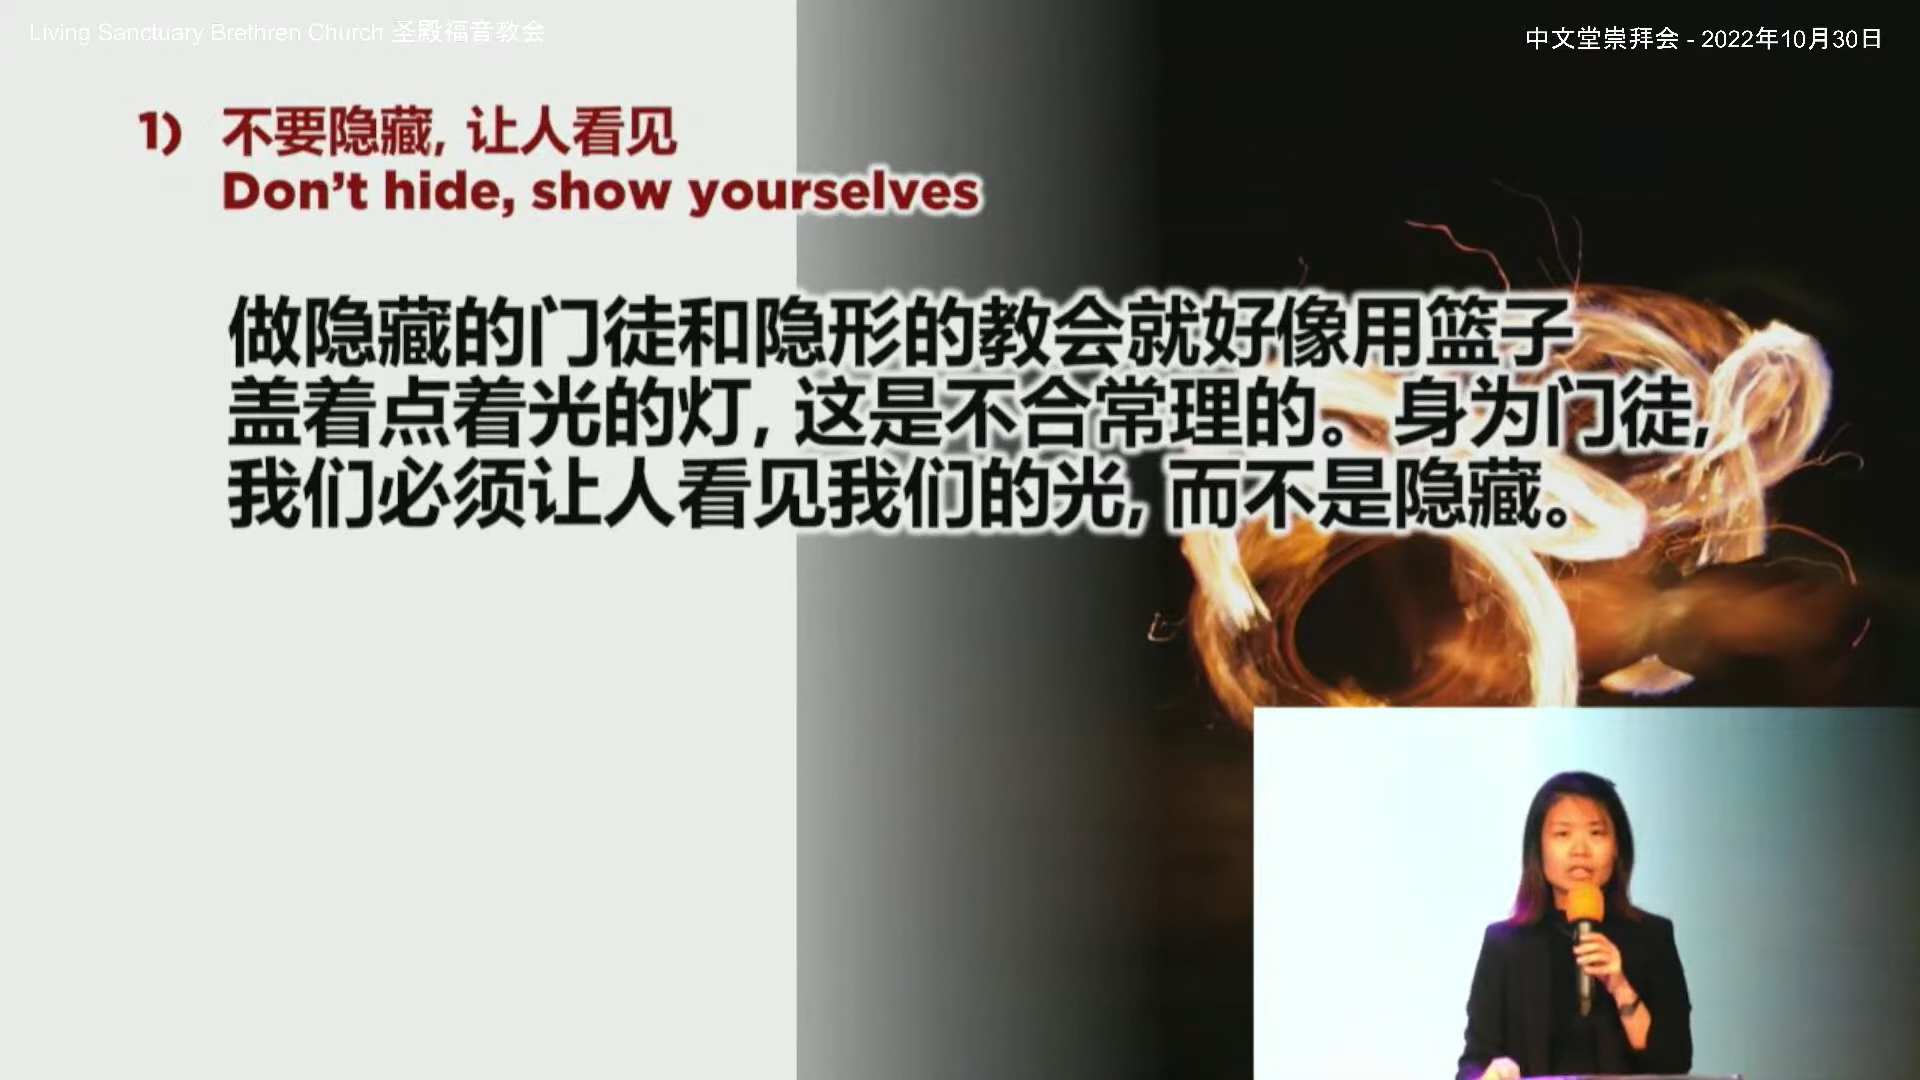 Living Sanctuary Brethren Church 圣殿福音教会
中文堂崇拜会 - 2022年10月30日
1) 不要隐藏, 让人看见
Don't hide, show yourselves
做隐藏的门徒和隐形的教会就好像用篮子
盖着点着光的灯, 这是不合常理的。身为门徒,
我们必须让人看见我们的光, 而不是隐藏。